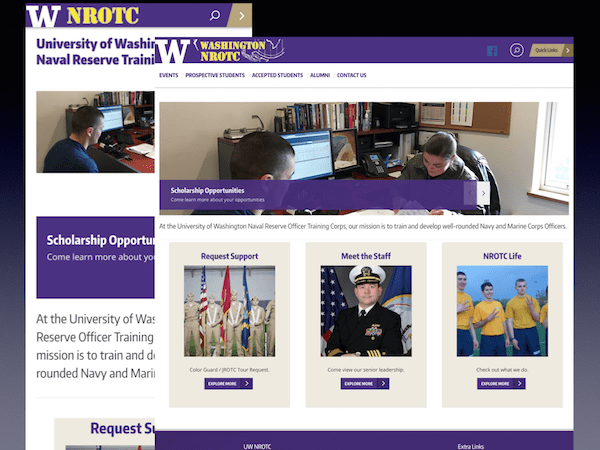 W NROTC
University of Washin
Naval Reserve Traini
Scholarship Opportu
Come learn more about you
At the University of Was
Reserve Officer Training
mission is to train and de
rounded Navy and Marin
Request Su
W WASHINGTON
NROTC
Quick Links
EVENTS PROSPECTIVE STUDENTS ACCEPTED STUDENTS ALUMNI CONTACT US
Scholarship Opportunities
Come learn more about your opportunities
At the University of Washington Naval Reserve Officer Training Corps, our mission is to train and develop well-rounded Navy and Marine Corps Officers.
Request Support
Color Guard / JROTC Tour Request.
EXPLORE MORE
Meet the Staff
Come view our senior leadership.
EXPLORE MORE
NROTC Life
Check out what we do.
EXPLORE MORE
UW NROTC
Extra Links